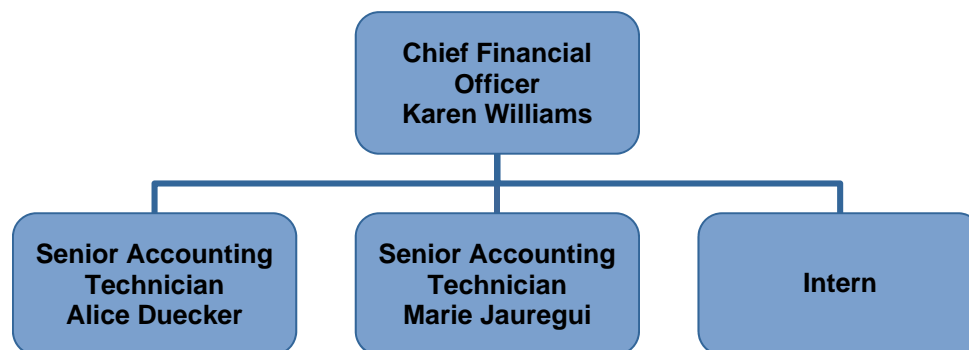 Chief Financial
Officer
Karen Williams
Senior Accounting
Technician
Alice Duecker
Senior Accounting
Technician
Marie Jauregui
Intern